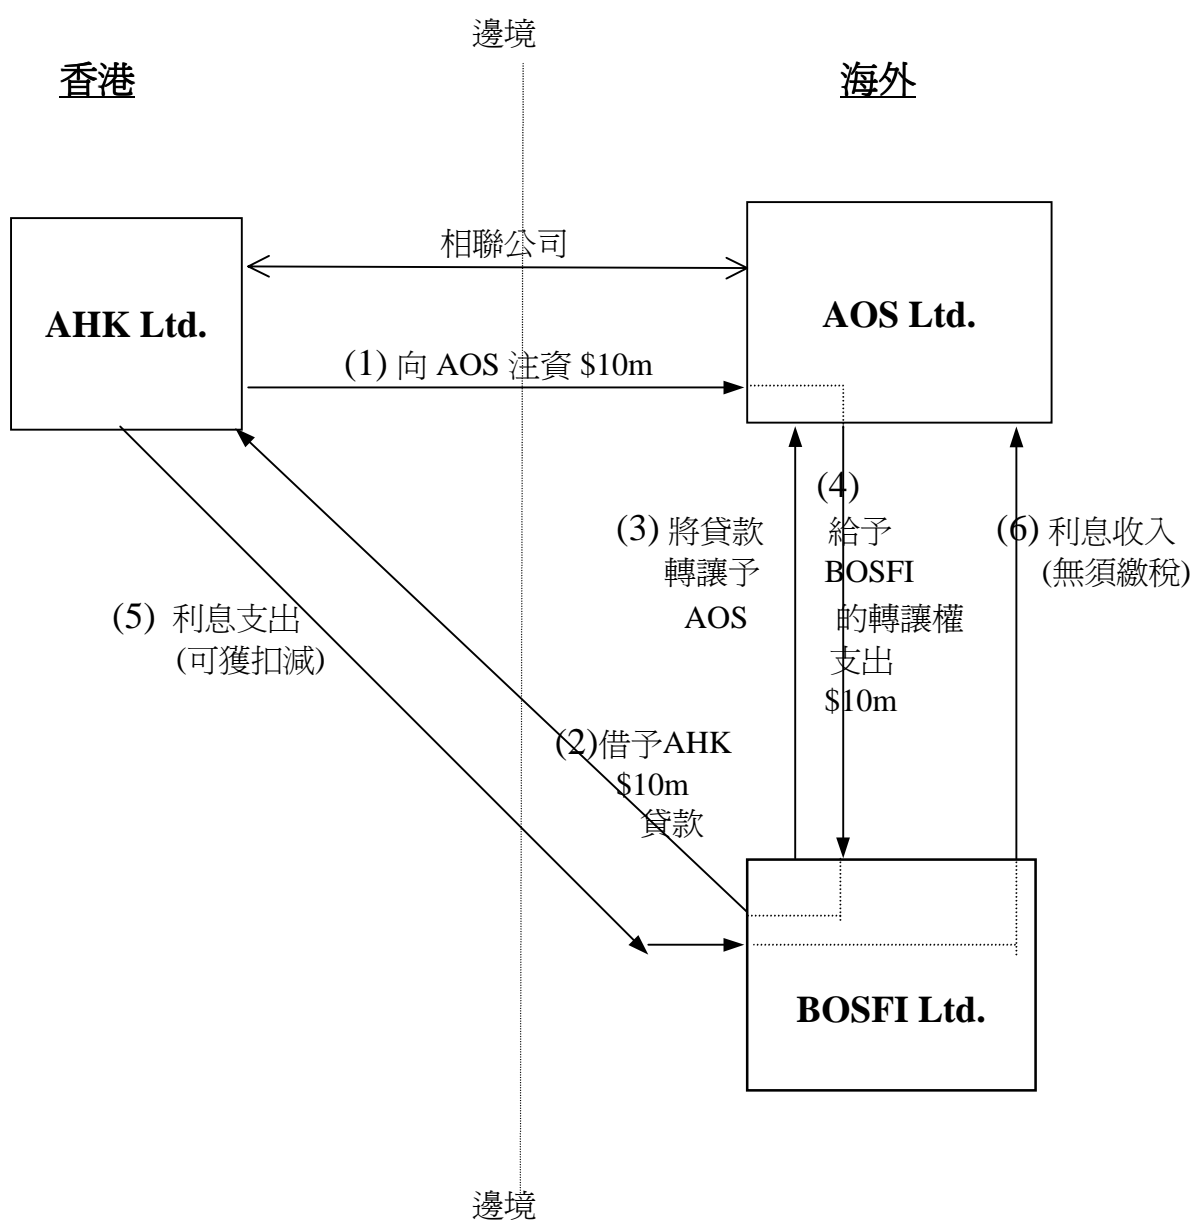 邊境
香港
海外
相聯公司
AHK Ltd.
AOS Ltd.
(1) 向 AOS 注資 $10m
(3) 將貸款
轉讓予
AOS
(4)
給予
BOSFI
的轉讓權
支出
$10m
(6) 利息收入
(無須繳稅)
(5) 利息支出
(可獲扣減)
(2)借予AHK
$10m
貸款
BOSFI Ltd.
邊境